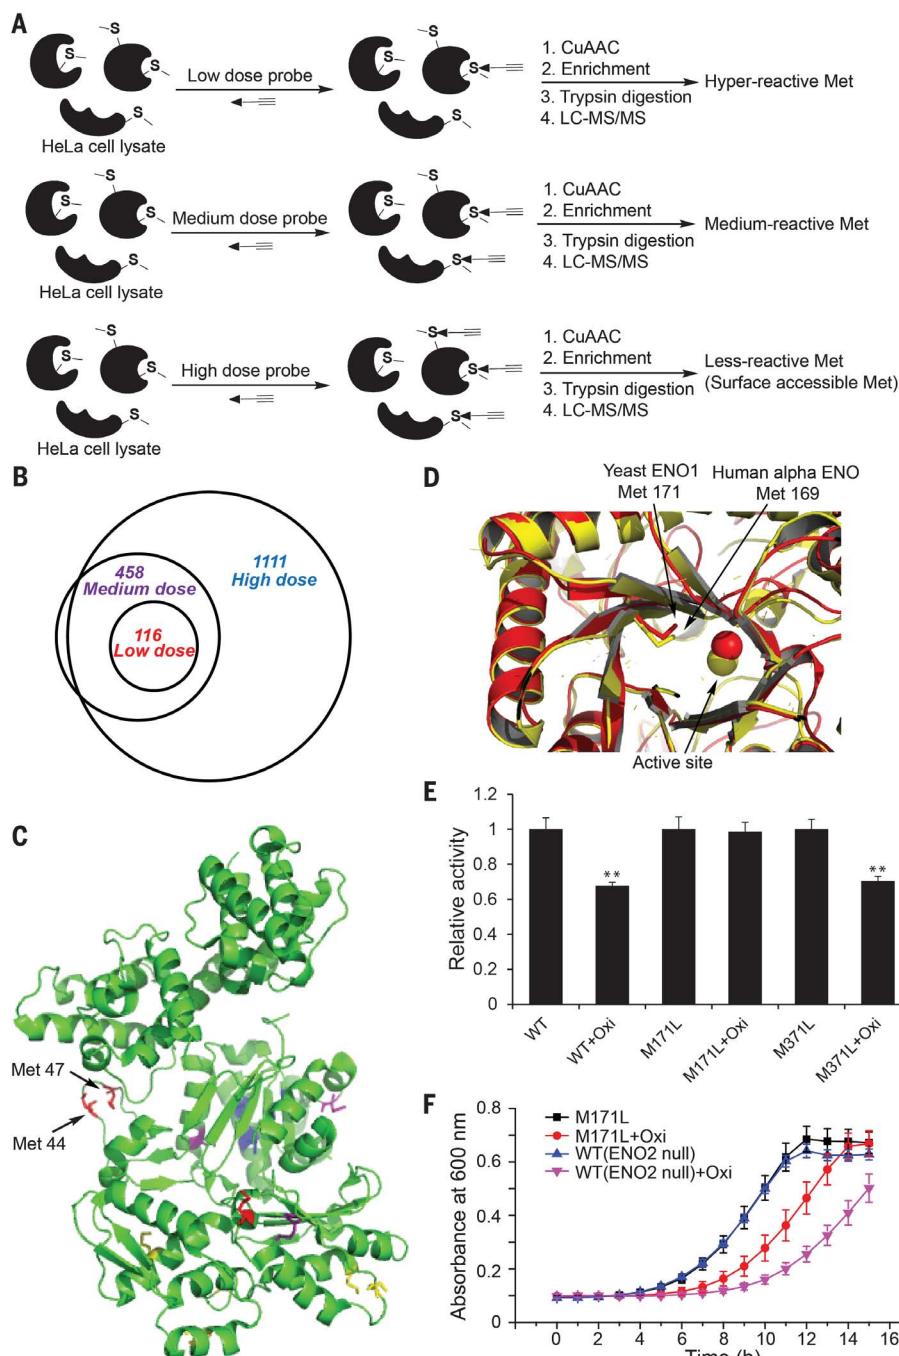 A
S
S
S
S
HeLa cell lysate
Low dose probe
S
S
S
S
1. CuAAC
2. Enrichment
3. Trypsin digestion
4. LC-MS/MS
Hyper-reactive Met
S
S
S
S
HeLa cell lysate
Medium dose probe
S
S
S
S
1. CuAAC
2. Enrichment
3. Trypsin digestion
4. LC-MS/MS
Medium-reactive Met
S
S
S
S
HeLa cell lysate
High dose probe
S
S
S
S
1. CuAAC
2. Enrichment
3. Trypsin digestion
4. LC-MS/MS
Less-reactive Met
(Surface accessible Met)
B
458
Medium dose
116
Low dose
1111
High dose
C
Met 47
Met 44
D
Yeast ENO1
Met 171
Human alpha ENO
Met 169
Active site
E
Relative activity
1.2
1
0.8
0.6
0.4
0.2
0
**
**
WT
WT+Oxi
M171L
M171L+Oxi
M371L
M371L+Oxi
F
Absorbance at 600 nm
0.8
0.6
0.4
0.2
0
M171L
M171L+Oxi
WT(ENO2 null)
WT(ENO2 null)+Oxi
0 2 4 6 8 10 12 14 16
Time (h)